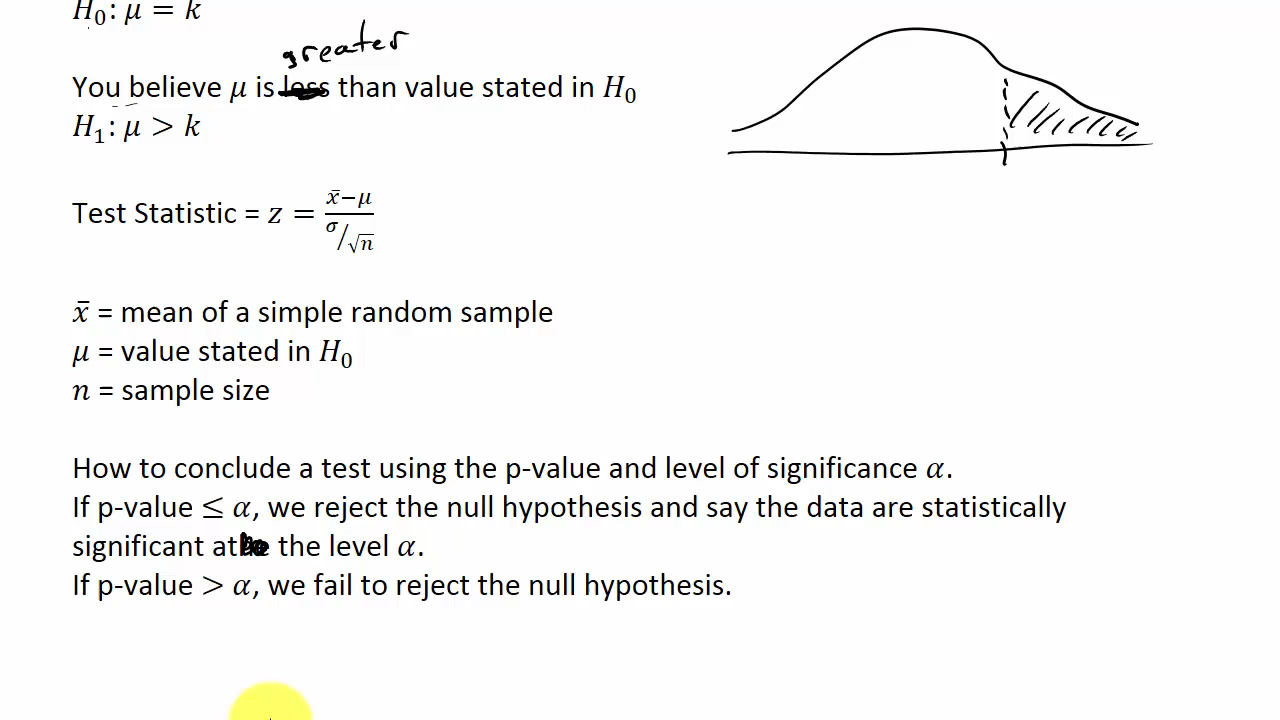 H₀: μ = k
greater
You believe μ is less than value stated in H₀
H₁: μ > k
Test Statistic = z = (x̄−μ)/(σ/√n)
x̄ = mean of a simple random sample
μ = value stated in H₀
n = sample size
How to conclude a test using the p-value and level of significance α.
If p-value ≤ α, we reject the null hypothesis and say the data are statistically
significant at the level α.
If p-value > α, we fail to reject the null hypothesis.